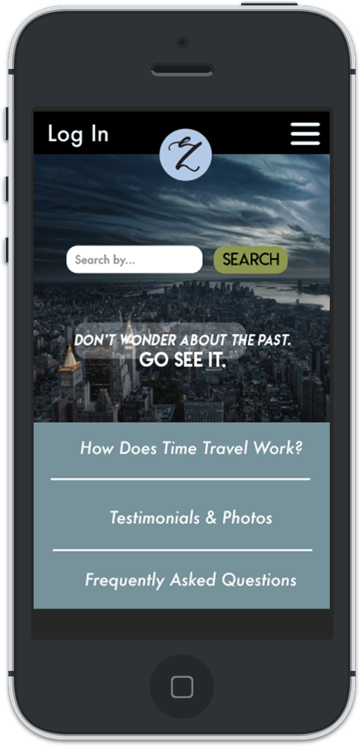 Log In
Z
Search by...
SEARCH
DON'T WONDER ABOUT THE PAST.
GO SEE IT.
How Does Time Travel Work?
Testimonials & Photos
Frequently Asked Questions